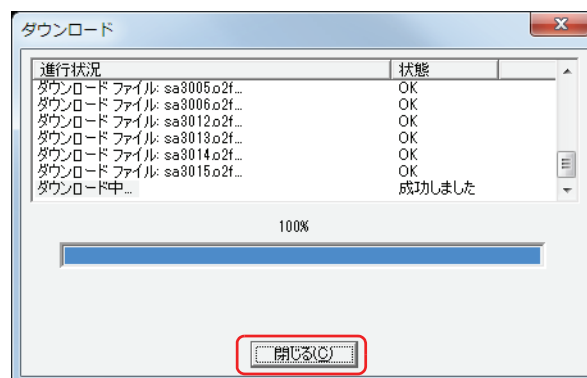 ダウンロード
進行状況 状態
ダウンロード ファイル: sa3005.o2f... OK
ダウンロード ファイル: sa3006.o2f... OK
ダウンロード ファイル: sa3012.o2f... OK
ダウンロード ファイル: sa3013.o2f... OK
ダウンロード ファイル: sa3014.o2f... OK
ダウンロード ファイル: sa3015.o2f... OK
ダウンロード中... 成功しました
100%
閉じる(C)